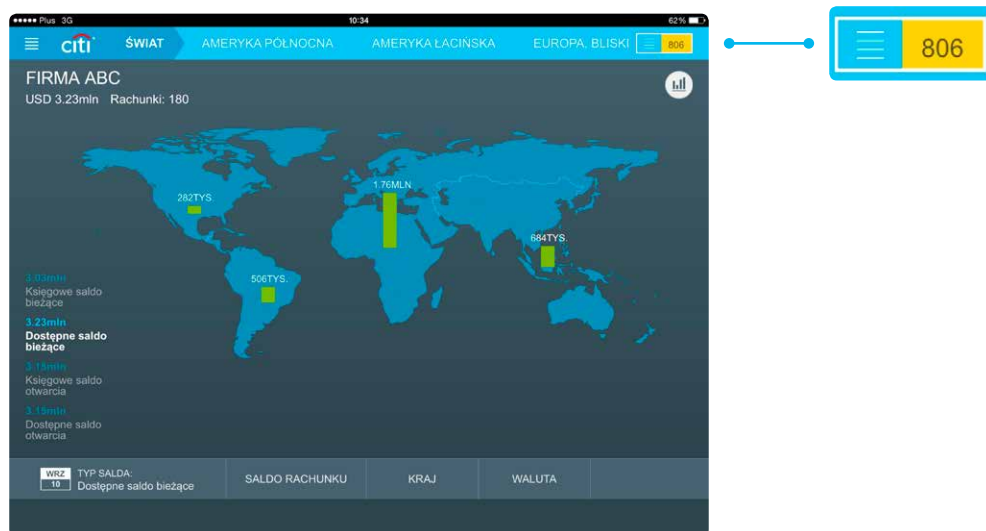 Plus 3G 10:34 62%
citi ŚWIAT AMERYKA PÓŁNOCNA AMERYKA ŁACIŃSKA EUROPA, BLISKI 806
806
FIRMA ABC
USD 3.23mln Rachunki: 180
1.76MLN
282TYS.
684TYS.
506TYS.
3.03mln
Księgowe saldo
bieżące
3.23mln
Dostępne saldo
bieżące
3.15mln
Księgowe saldo
otwarcia
3.15mln
Dostępne saldo
otwarcia
WRZ
10
TYP SALDA:
Dostępne saldo bieżące
SALDO RACHUNKU KRAJ WALUTA